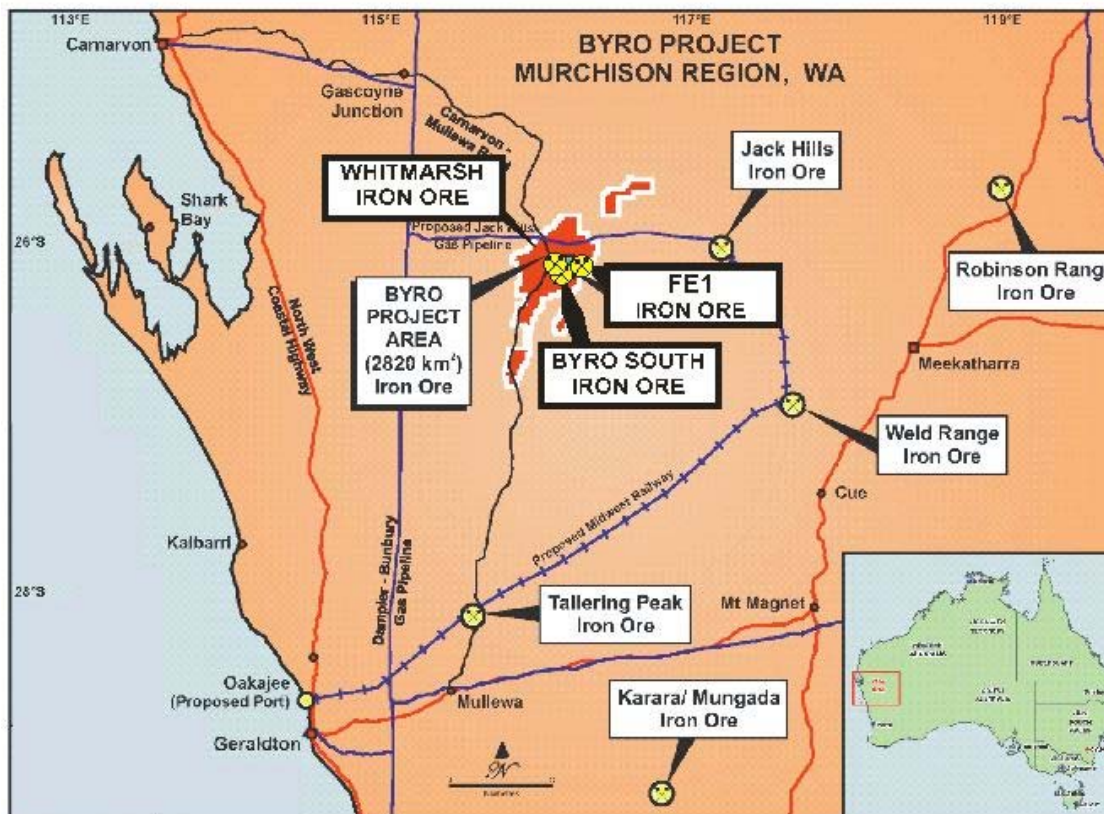 113°E
115°E
117°E
119°E
BYRO PROJECT
MURCHISON REGION, WA
Carnarvon
Gascoyne
Junction
Carnarvon -
Mullewa
WHITMARSH
IRON ORE
Jack Hills
Iron Ore
Shark
Bay
26°S
Proposed Jack Hills
Gas Pipeline
Robinson Range
Iron Ore
BYRO
PROJECT
AREA
(2820 km²)
Iron Ore
FE1
IRON ORE
BYRO SOUTH
IRON ORE
North West
Coastal Highway
Meekatharra
Weld Range
Iron Ore
Cue
Proposed Midwest Railway
Kalbarri
Dampier - Bunbury
Gas Pipeline
28°S
Tallering Peak
Iron Ore
Mt Magnet
Oakajee
(Proposed Port)
Mullewa
Karara/ Mungada
Iron Ore
Geraldton
N